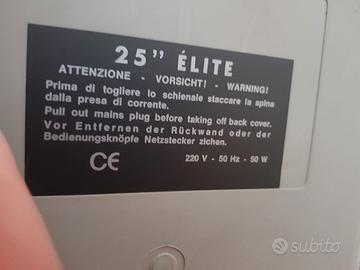 25” ÉLITE
ATTENZIONE - VORSICHT! - WARNING!
Prima di togliere lo schienale staccare la spina
dalla presa di corrente.
Pull out mains plug before taking off back cover.
Vor Entfernen der Rückwand oder der
Bedienungsknöpfe Netzstecker zichen.
CE 220 V - 50 Hz - 50 W
subito